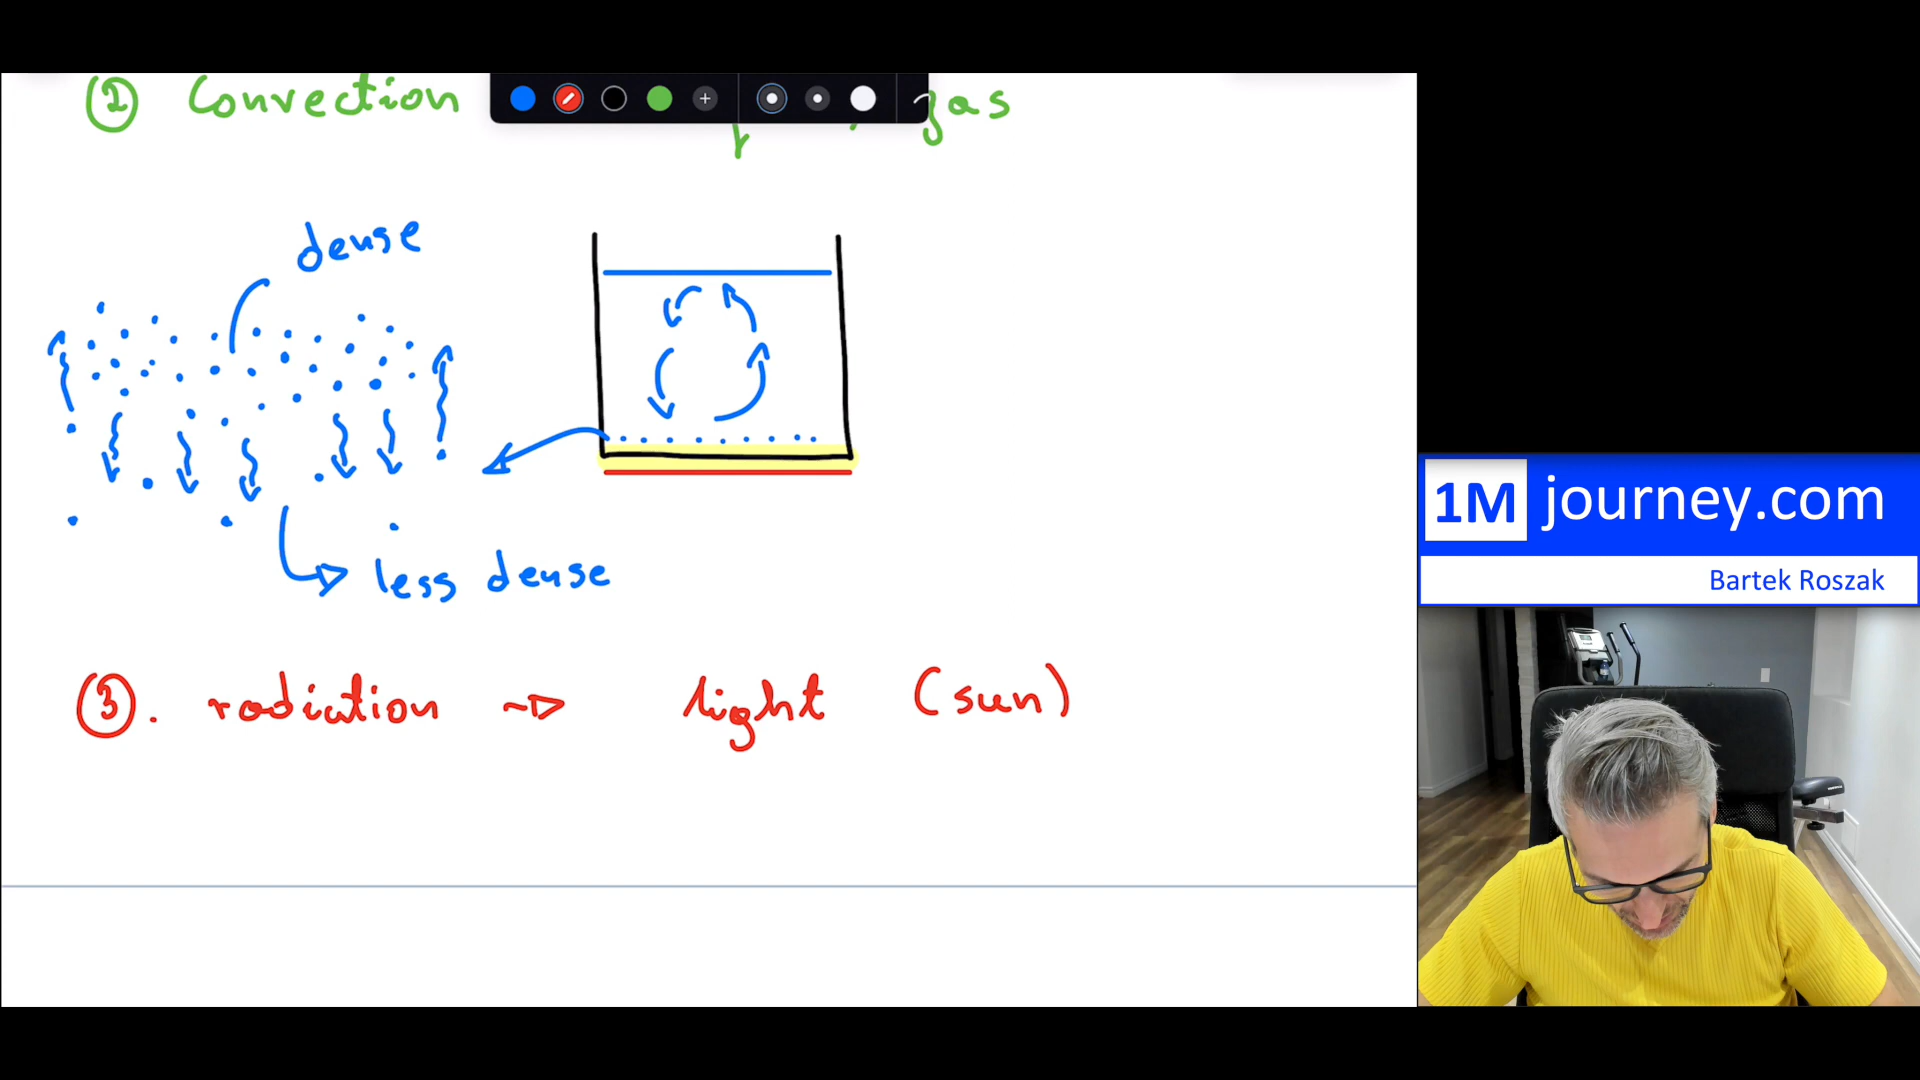 ② Convection gas
dense
less dense
③. radiation → light (sun)
1M journey.com
Bartek Roszak